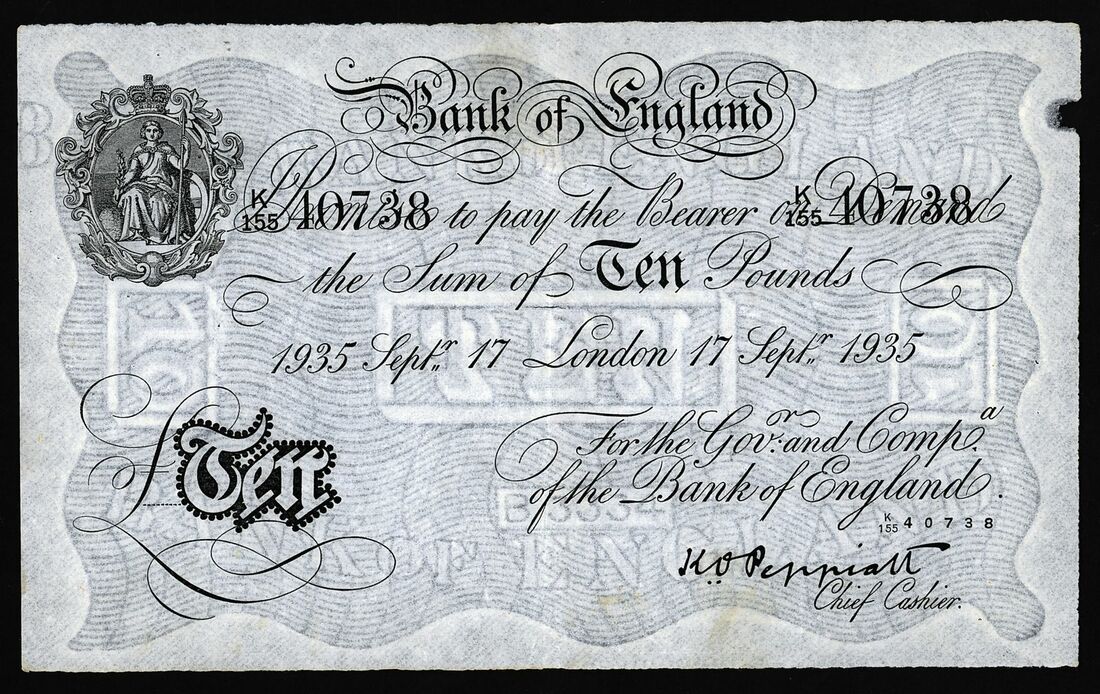 Bank of England
K/155 40738 K/155 40738
I Promise to pay the Bearer on Demand
the Sum of Ten Pounds
1935 Septr. 17 London 17 Septr. 1935
For the Govr. and Compa.
of the Bank of England.
£Ten
K/155 40738
K O Peppiatt
Chief Cashier.
TEN